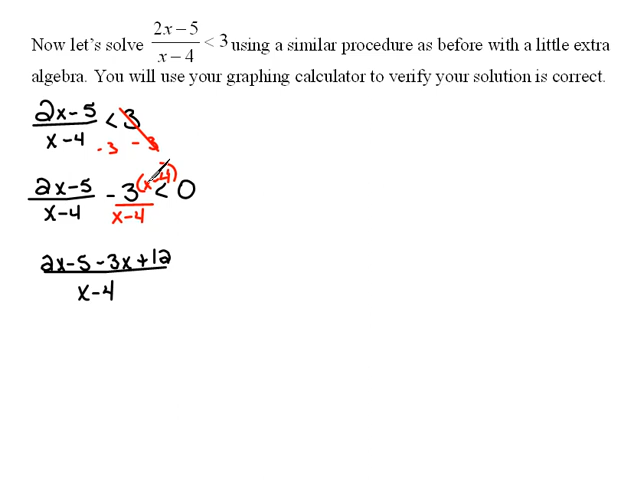 Now let's solve (2x − 5)/(x − 4) < 3 using a similar procedure as before with a little extra
algebra. You will use your graphing calculator to verify your solution is correct.
(2x-5)/(x-4) < 3
-3 -3
(2x-5)/(x-4) - 3(x-4)/(x-4) < 0
(2x-5-3x+12)/(x-4)